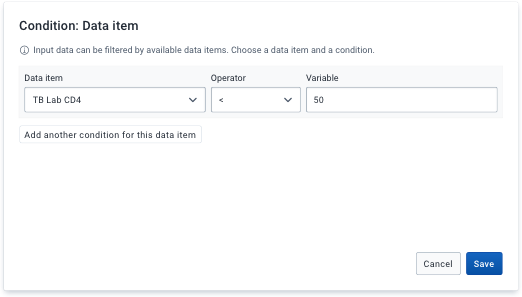 Condition: Data item
Input data can be filtered by available data items. Choose a data item and a condition.
Data item Operator Variable
TB Lab CD4 < 50
Add another condition for this data item
Cancel Save